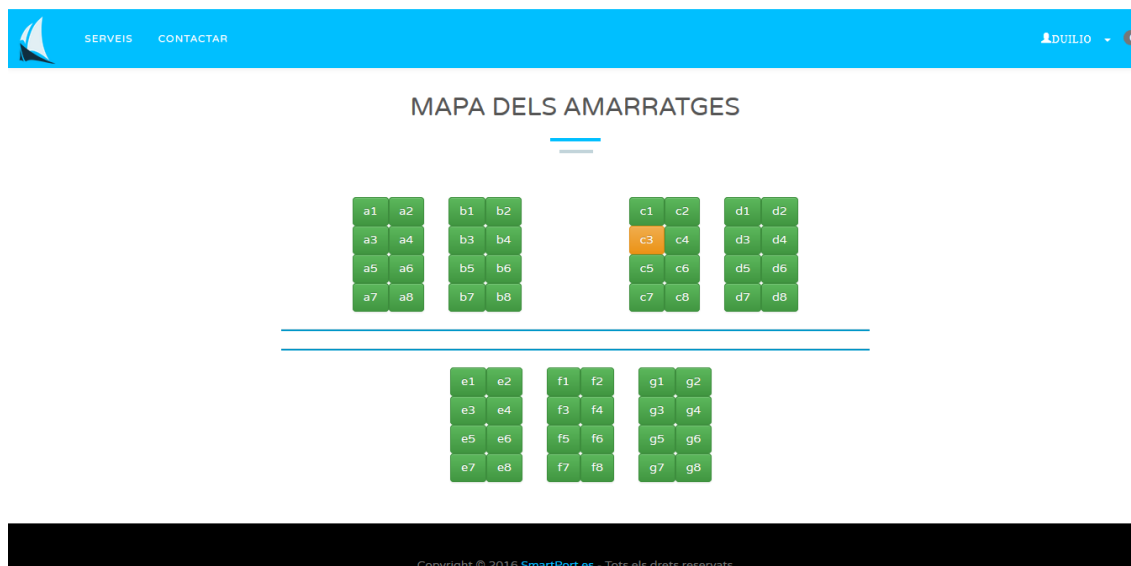 SERVEIS CONTACTAR DUILIO
MAPA DELS AMARRATGES
a1 a2 b1 b2 c1 c2 d1 d2
a3 a4 b3 b4 c3 c4 d3 d4
a5 a6 b5 b6 c5 c6 d5 d6
a7 a8 b7 b8 c7 c8 d7 d8
e1 e2 f1 f2 g1 g2
e3 e4 f3 f4 g3 g4
e5 e6 f5 f6 g5 g6
e7 e8 f7 f8 g7 g8
Copyright © 2016 SmartPort.es - Tots els drets reservats